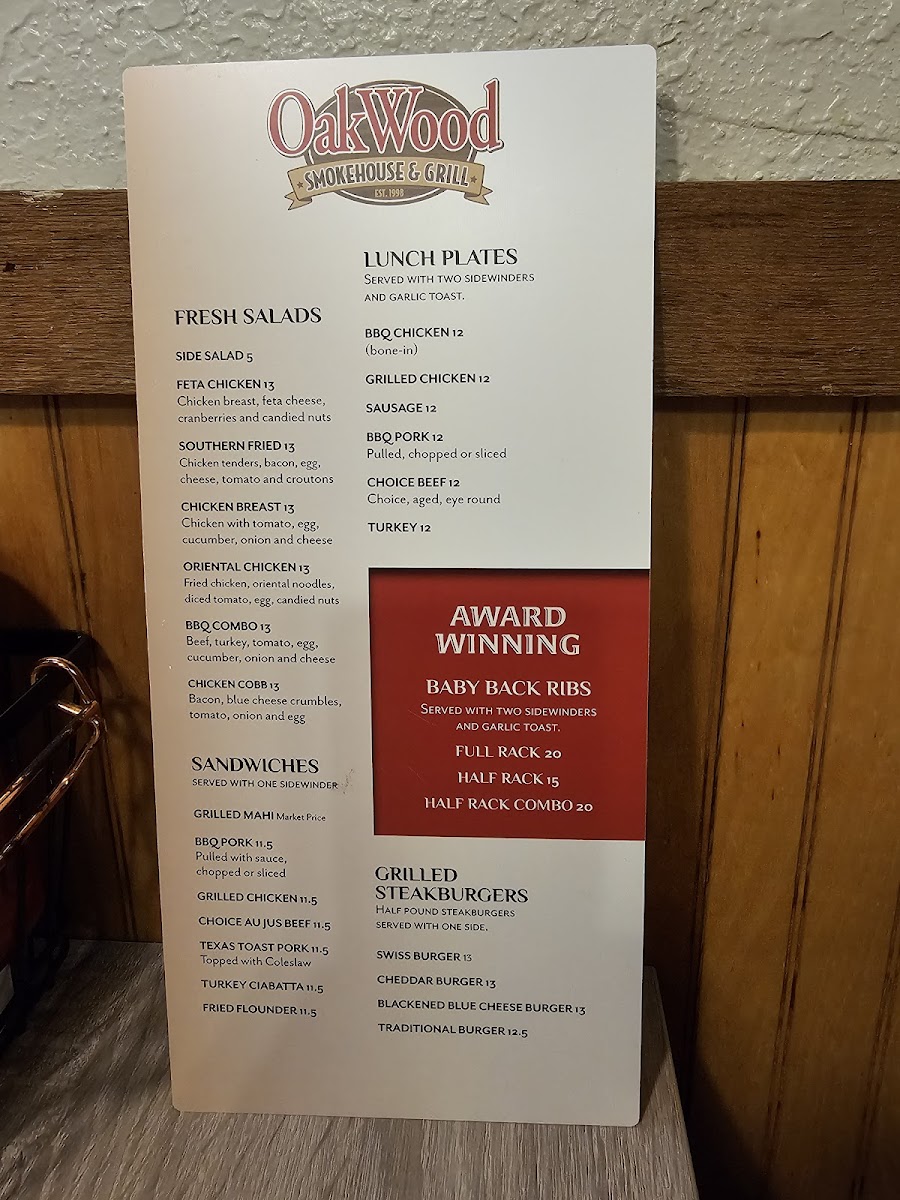 OakWood
SMOKEHOUSE & GRILL
EST. 1998
FRESH SALADS
SIDE SALAD 5
FETA CHICKEN 13
Chicken breast, feta cheese,
cranberries and candied nuts
SOUTHERN FRIED 13
Chicken tenders, bacon, egg,
cheese, tomato and croutons
CHICKEN BREAST 13
Chicken with tomato, egg,
cucumber, onion and cheese
ORIENTAL CHICKEN 13
Fried chicken, oriental noodles,
diced tomato, egg, candied nuts
BBQ COMBO 13
Beef, turkey, tomato, egg,
cucumber, onion and cheese
CHICKEN COBB 13
Bacon, blue cheese crumbles,
tomato, onion and egg
SANDWICHES
SERVED WITH ONE SIDEWINDER
GRILLED MAHI Market Price
BBQ PORK 11.5
Pulled with sauce,
chopped or sliced
GRILLED CHICKEN 11.5
CHOICE AU JUS BEEF 11.5
TEXAS TOAST PORK 11.5
Topped with Coleslaw
TURKEY CIABATTA 11.5
FRIED FLOUNDER 11.5
LUNCH PLATES
SERVED WITH TWO SIDEWINDERS
AND GARLIC TOAST.
BBQ CHICKEN 12
(bone-in)
GRILLED CHICKEN 12
SAUSAGE 12
BBQ PORK 12
Pulled, chopped or sliced
CHOICE BEEF 12
Choice, aged, eye round
TURKEY 12
AWARD
WINNING
BABY BACK RIBS
SERVED WITH TWO SIDEWINDERS
AND GARLIC TOAST.
FULL RACK 20
HALF RACK 15
HALF RACK COMBO 20
GRILLED
STEAKBURGERS
HALF POUND STEAKBURGERS
SERVED WITH ONE SIDE.
SWISS BURGER 13
CHEDDAR BURGER 13
BLACKENED BLUE CHEESE BURGER 13
TRADITIONAL BURGER 12.5